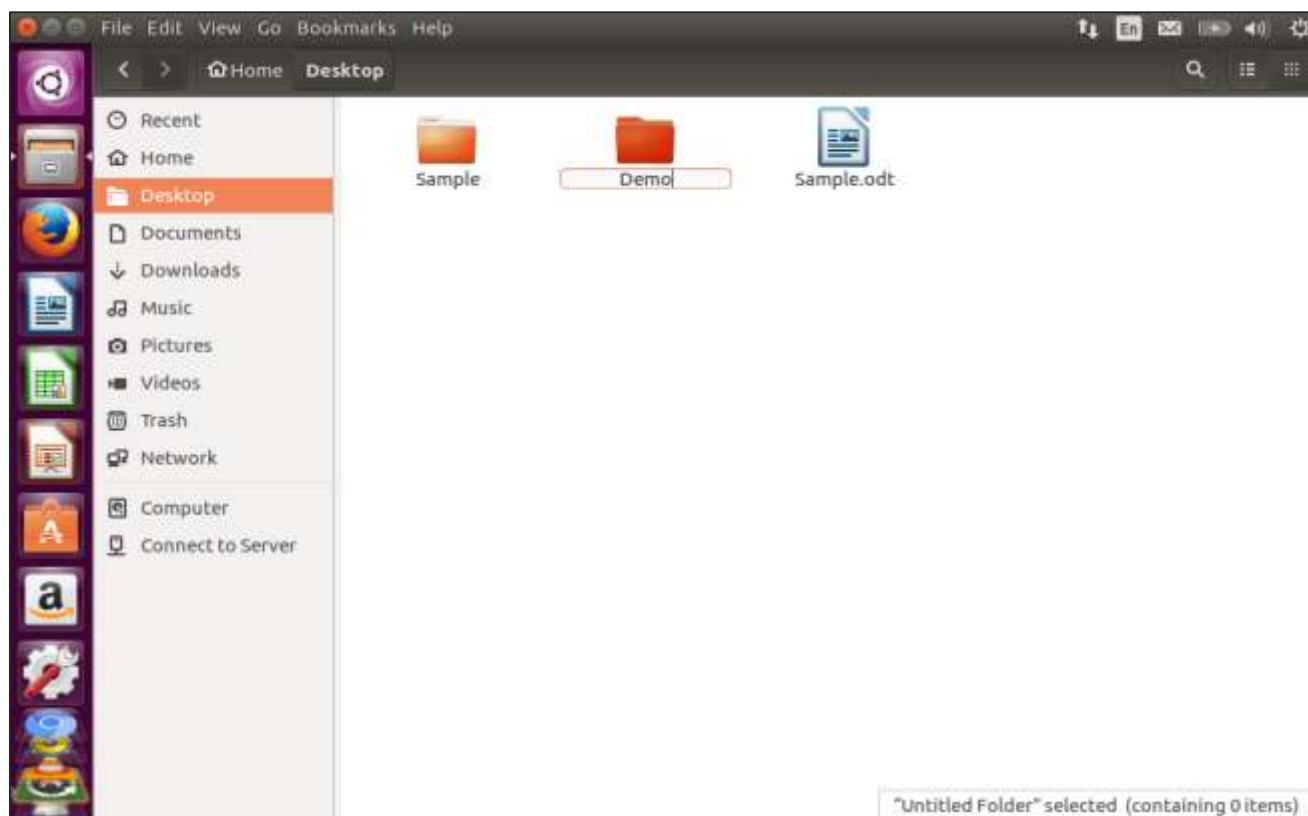 File Edit View Go Bookmarks Help
En
Home Desktop
Recent
Home
Desktop
Documents
Downloads
Music
Pictures
Videos
Trash
Network
Computer
Connect to Server
Sample
Demo
Sample.odt
a
"Untitled Folder" selected (containing 0 items)